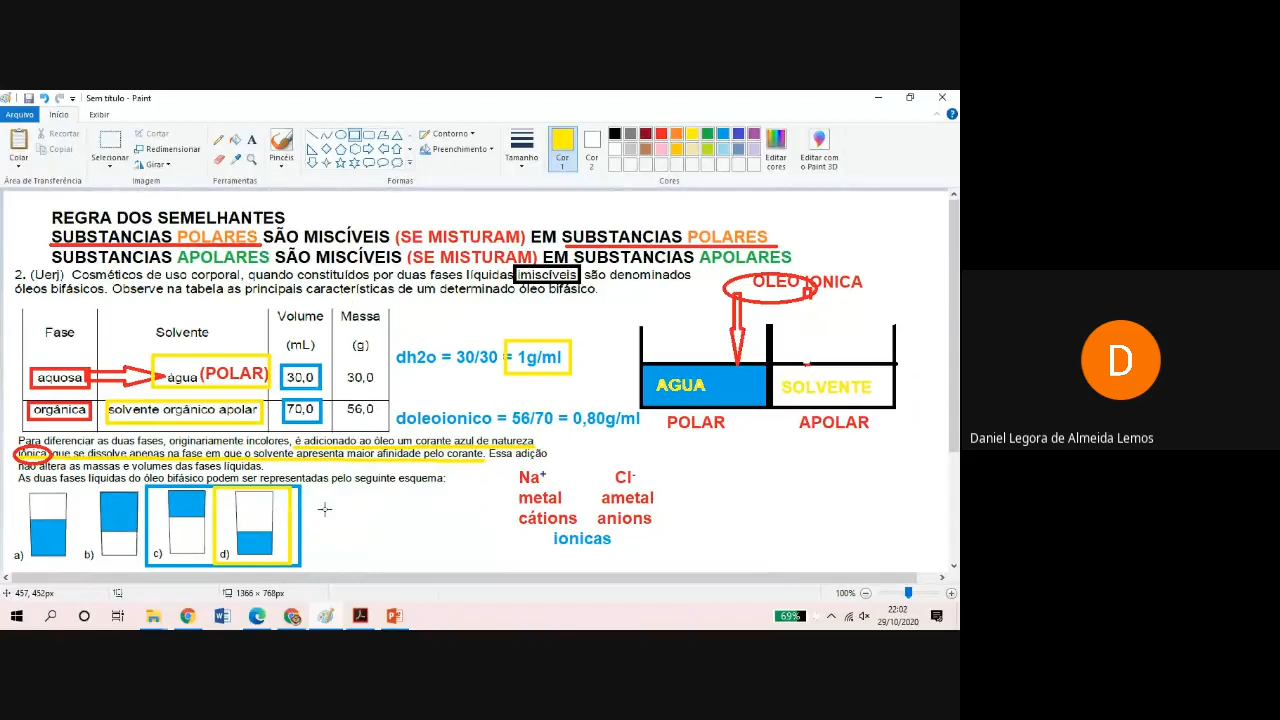 Sem título - Paint
Arquivo Início Exibir
Colar
Recortar
Copiar
Área de Transferência
Selecionar
Cortar
Redimensionar
Girar
Imagem
A
Ferramentas
Pincéis
Contorno
Preenchimento
Formas
Tamanho
Cor 1
Cor 2
Editar cores
Editar com o Paint 3D
Cores
REGRA DOS SEMELHANTES
SUBSTANCIAS POLARES SÃO MISCÍVEIS (SE MISTURAM) EM SUBSTANCIAS POLARES
SUBSTANCIAS APOLARES SÃO MISCÍVEIS (SE MISTURAM) EM SUBSTANCIAS APOLARES
2. (Uerj) Cosméticos de uso corporal, quando constituídos por duas fases líquidas imiscíveis, são denominados
óleos bifásicos. Observe na tabela as principais características de um determinado óleo bifásico.
Fase Solvente Volume (mL) Massa (g)
aquosa água (POLAR) 30,0 30,0
orgânica solvente orgânico apolar 70,0 56,0
dh2o = 30/30 = 1g/ml
doleoionico = 56/70 = 0,80g/ml
OLEO IONICA
AGUA SOLVENTE
POLAR APOLAR
Para diferenciar as duas fases, originariamente incolores, é adicionado ao óleo um corante azul de natureza
iônica, que se dissolve apenas na fase em que o solvente apresenta maior afinidade pelo corante. Essa adição
não altera as massas e volumes das fases líquidas.
As duas fases líquidas do óleo bifásico podem ser representadas pelo seguinte esquema:
a) b) c) d)
Na+ Cl-
metal ametal
cátions anions
ionicas
457, 452px
1366 × 768px
100%
69%
22:02
29/10/2020
D
Daniel Legora de Almeida Lemos